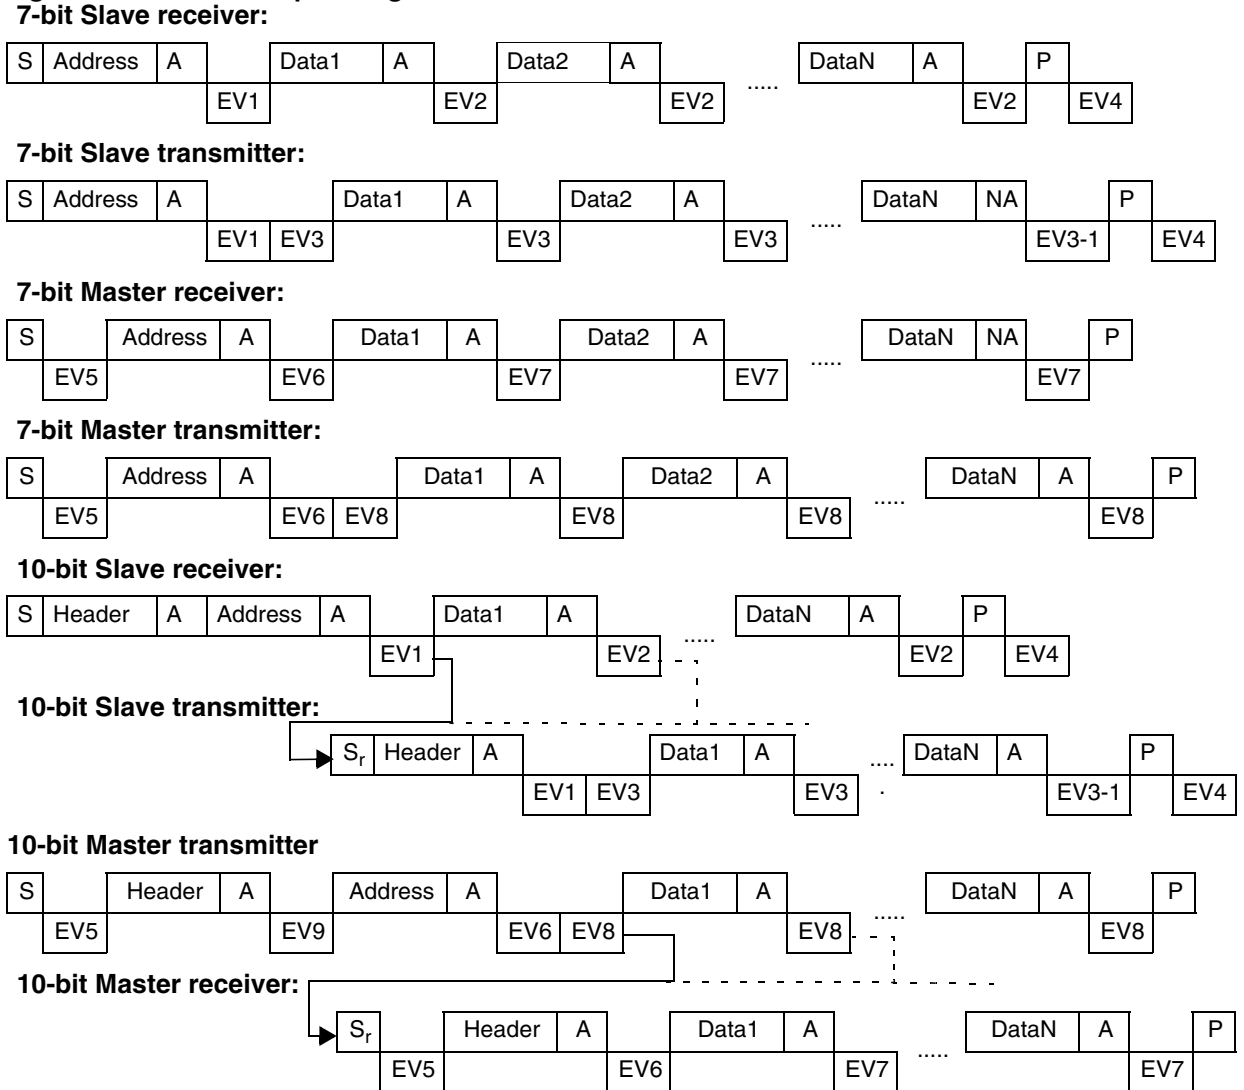 7-bit Slave receiver:
S Address A Data1 A Data2 A ..... DataN A P
EV1 EV2 EV2 EV2 EV4
7-bit Slave transmitter:
S Address A Data1 A Data2 A ..... DataN NA P
EV1 EV3 EV3 EV3 EV3-1 EV4
7-bit Master receiver:
S Address A Data1 A Data2 A ..... DataN NA P
EV5 EV6 EV7 EV7 EV7
7-bit Master transmitter:
S Address A Data1 A Data2 A ..... DataN A P
EV5 EV6 EV8 EV8 EV8 EV8
10-bit Slave receiver:
S Header A Address A Data1 A ..... DataN A P
EV1 EV2 EV2 EV4
10-bit Slave transmitter:
Sr Header A Data1 A .... DataN A P
EV1 EV3 EV3 . EV3-1 EV4
10-bit Master transmitter
S Header A Address A Data1 A ..... DataN A P
EV5 EV9 EV6 EV8 EV8 EV8
10-bit Master receiver:
Sr Header A Data1 A ..... DataN A P
EV5 EV6 EV7 EV7